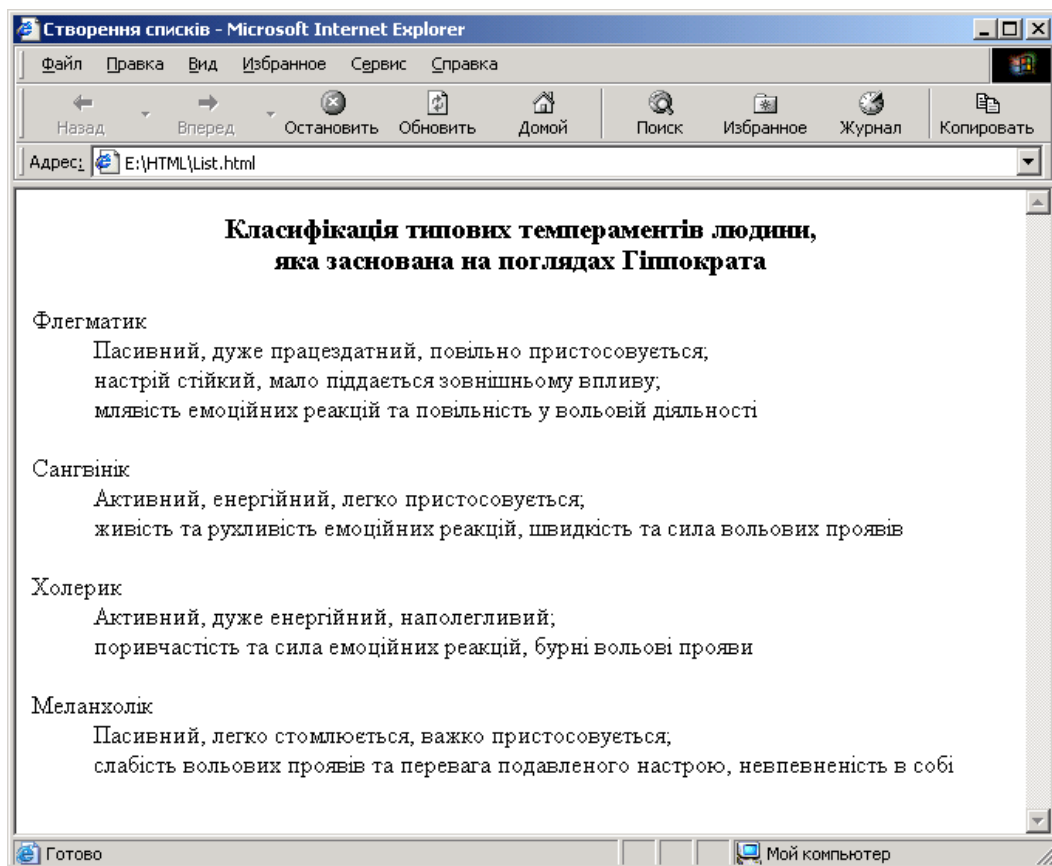 Створення списків - Microsoft Internet Explorer
Файл Правка Вид Избранное Сервис Справка
Назад Вперед Остановить Обновить Домой Поиск Избранное Журнал Копировать
Адрес: E:\HTML\List.html
Класифікація типових темпераментів людини,
яка заснована на поглядах Гіппократа
Флегматик
Пасивний, дуже працездатний, повільно пристосовується;
настрій стійкий, мало піддається зовнішньому впливу;
млявість емоційних реакцій та повільність у вольовій діяльності
Сангвінік
Активний, енергійний, легко пристосовується;
живість та рухливість емоційних реакцій, швидкість та сила вольових проявів
Холерик
Активний, дуже енергійний, наполегливий;
поривчастість та сила емоційних реакцій, бурні вольові прояви
Меланхолік
Пасивний, легко стомлюється, важко пристосовується;
слабість вольових проявів та перевага подавленого настрою, невпевненість в собі
Готово Мой компьютер